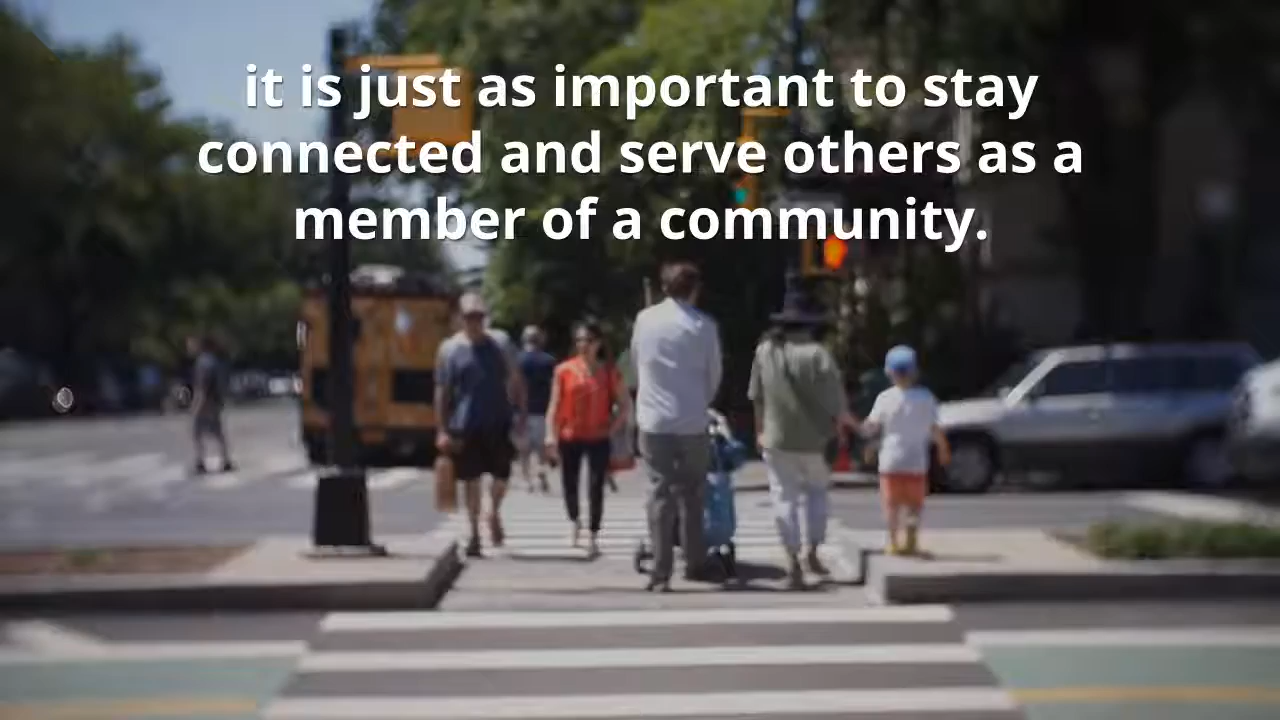 it is just as important to stay
connected and serve others as a
member of a community.